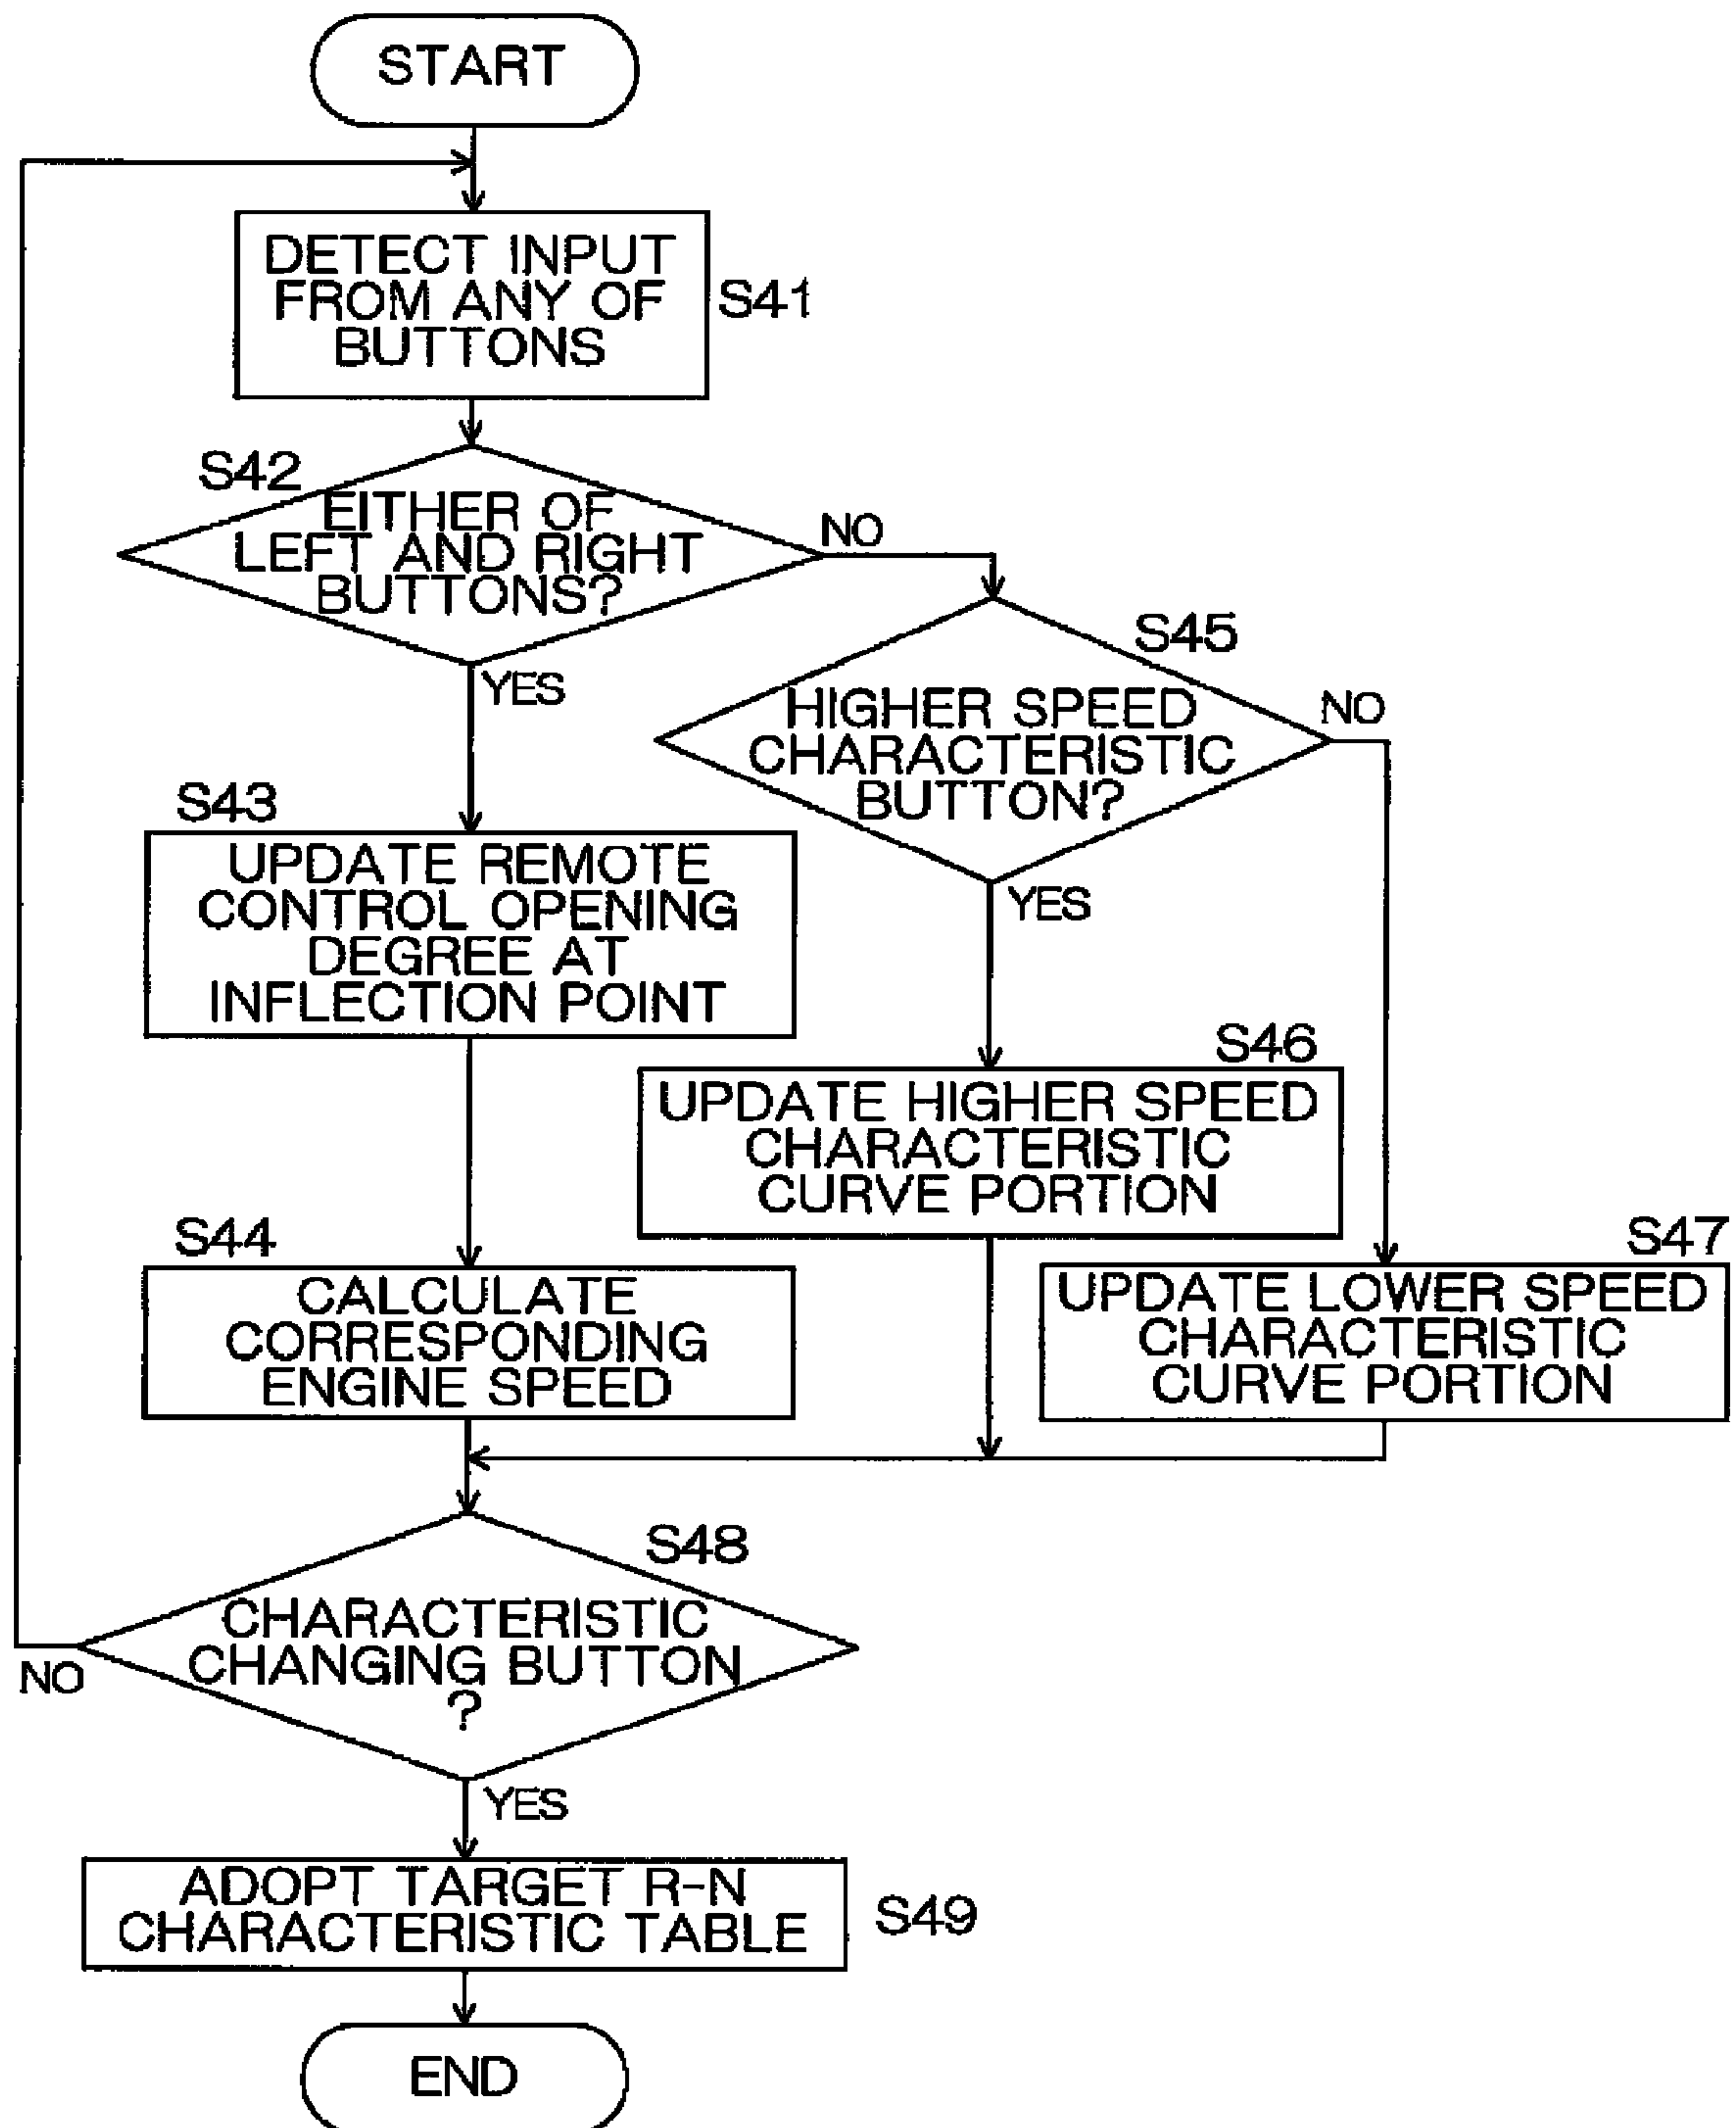 START
DETECT INPUT
FROM ANY OF
BUTTONS
S41
S42
EITHER OF
LEFT AND RIGHT
BUTTONS?
NO
YES
S45
HIGHER SPEED
CHARACTERISTIC
BUTTON?
NO
YES
S43
UPDATE REMOTE
CONTROL OPENING
DEGREE AT
INFLECTION POINT
S46
UPDATE HIGHER SPEED
CHARACTERISTIC
CURVE PORTION
S44
CALCULATE
CORRESPONDING
ENGINE SPEED
S47
UPDATE LOWER SPEED
CHARACTERISTIC
CURVE PORTION
S48
CHARACTERISTIC
CHANGING BUTTON
?
NO
YES
ADOPT TARGET R-N
CHARACTERISTIC TABLE
S49
END